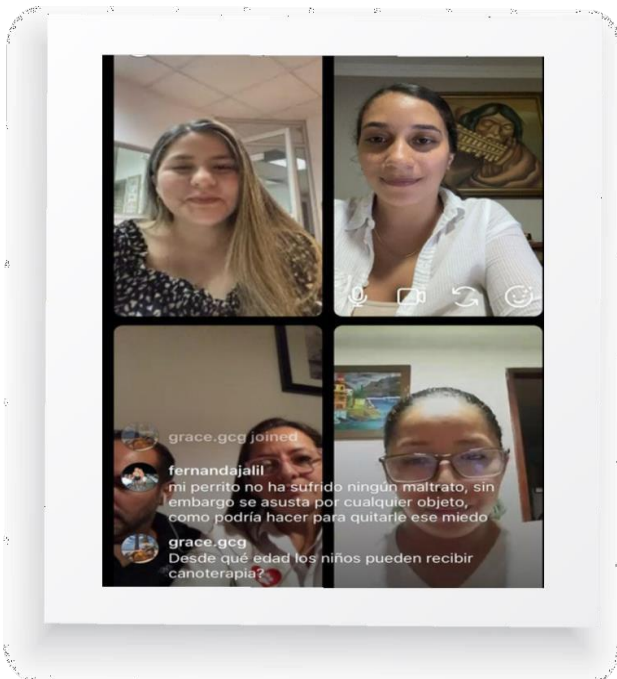 grace.gcg joined
fernandajalil
mi perrito no ha sufrido ningún maltrato, sin
embargo se asusta por cualquier objeto,
como podría hacer para quitarle ese miedo
grace.gcg
Desde qué edad los niños pueden recibir
canoterapia?